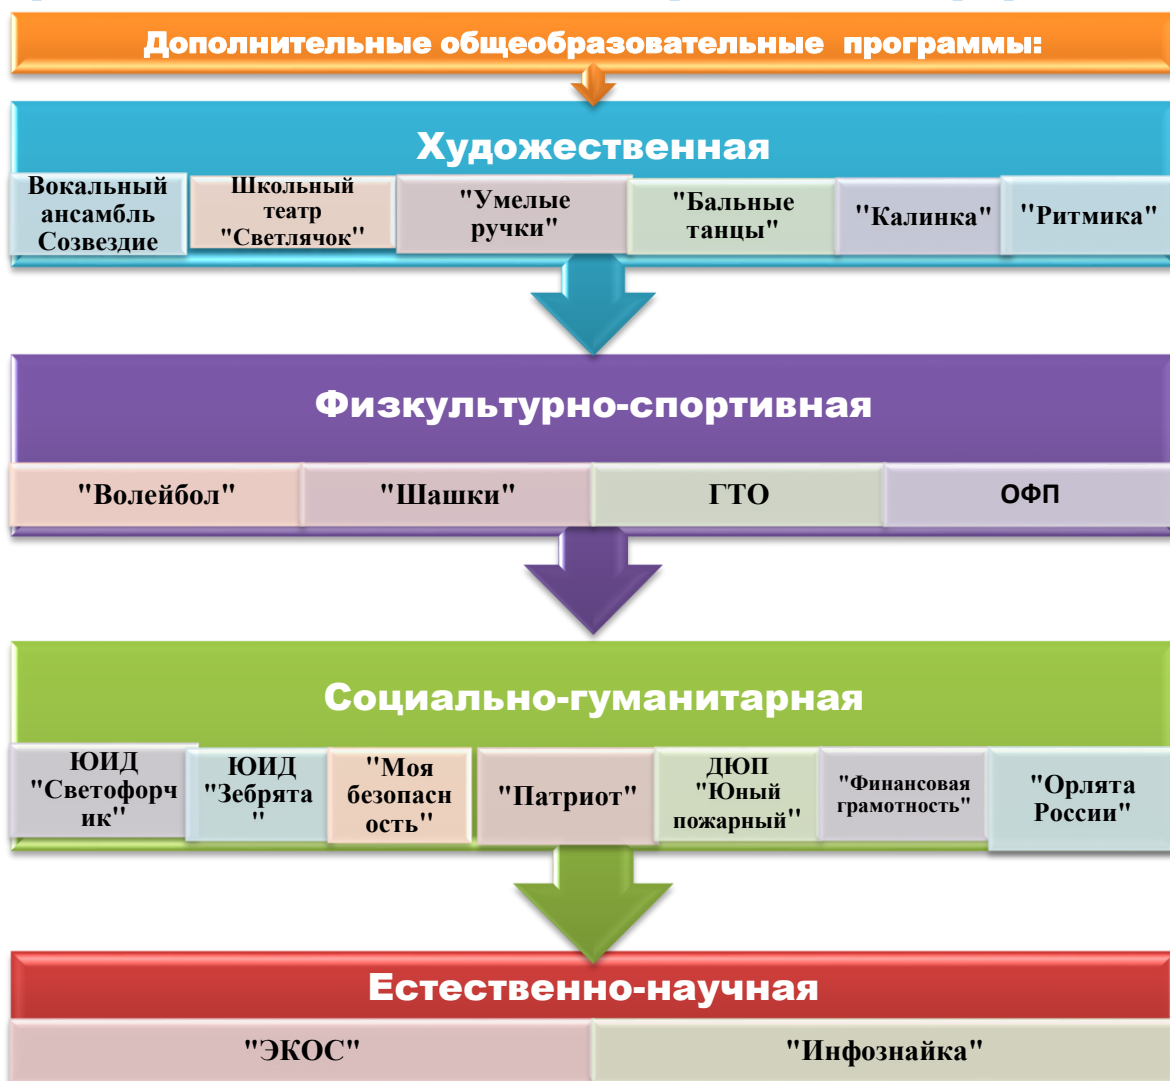 Дополнительные общеобразовательные программы:
Художественная
Вокальный
ансамбль
Созвездие
Школьный
театр
"Светлячок"
"Умелые
ручки"
"Бальные
танцы"
"Калинка"
"Ритмика"
Физкультурно-спортивная
"Волейбол"
"Шашки"
ГТО
ОФП
Социально-гуманитарная
ЮИД
"Светофорч
ик"
ЮИД
"Зебрята
"
"Моя
безопасн
ость"
"Патриот"
ДЮП
"Юный
пожарный"
"Финансовая
грамотность"
"Орлята
России"
Естественно-научная
"ЭКОС"
"Инфознайка"